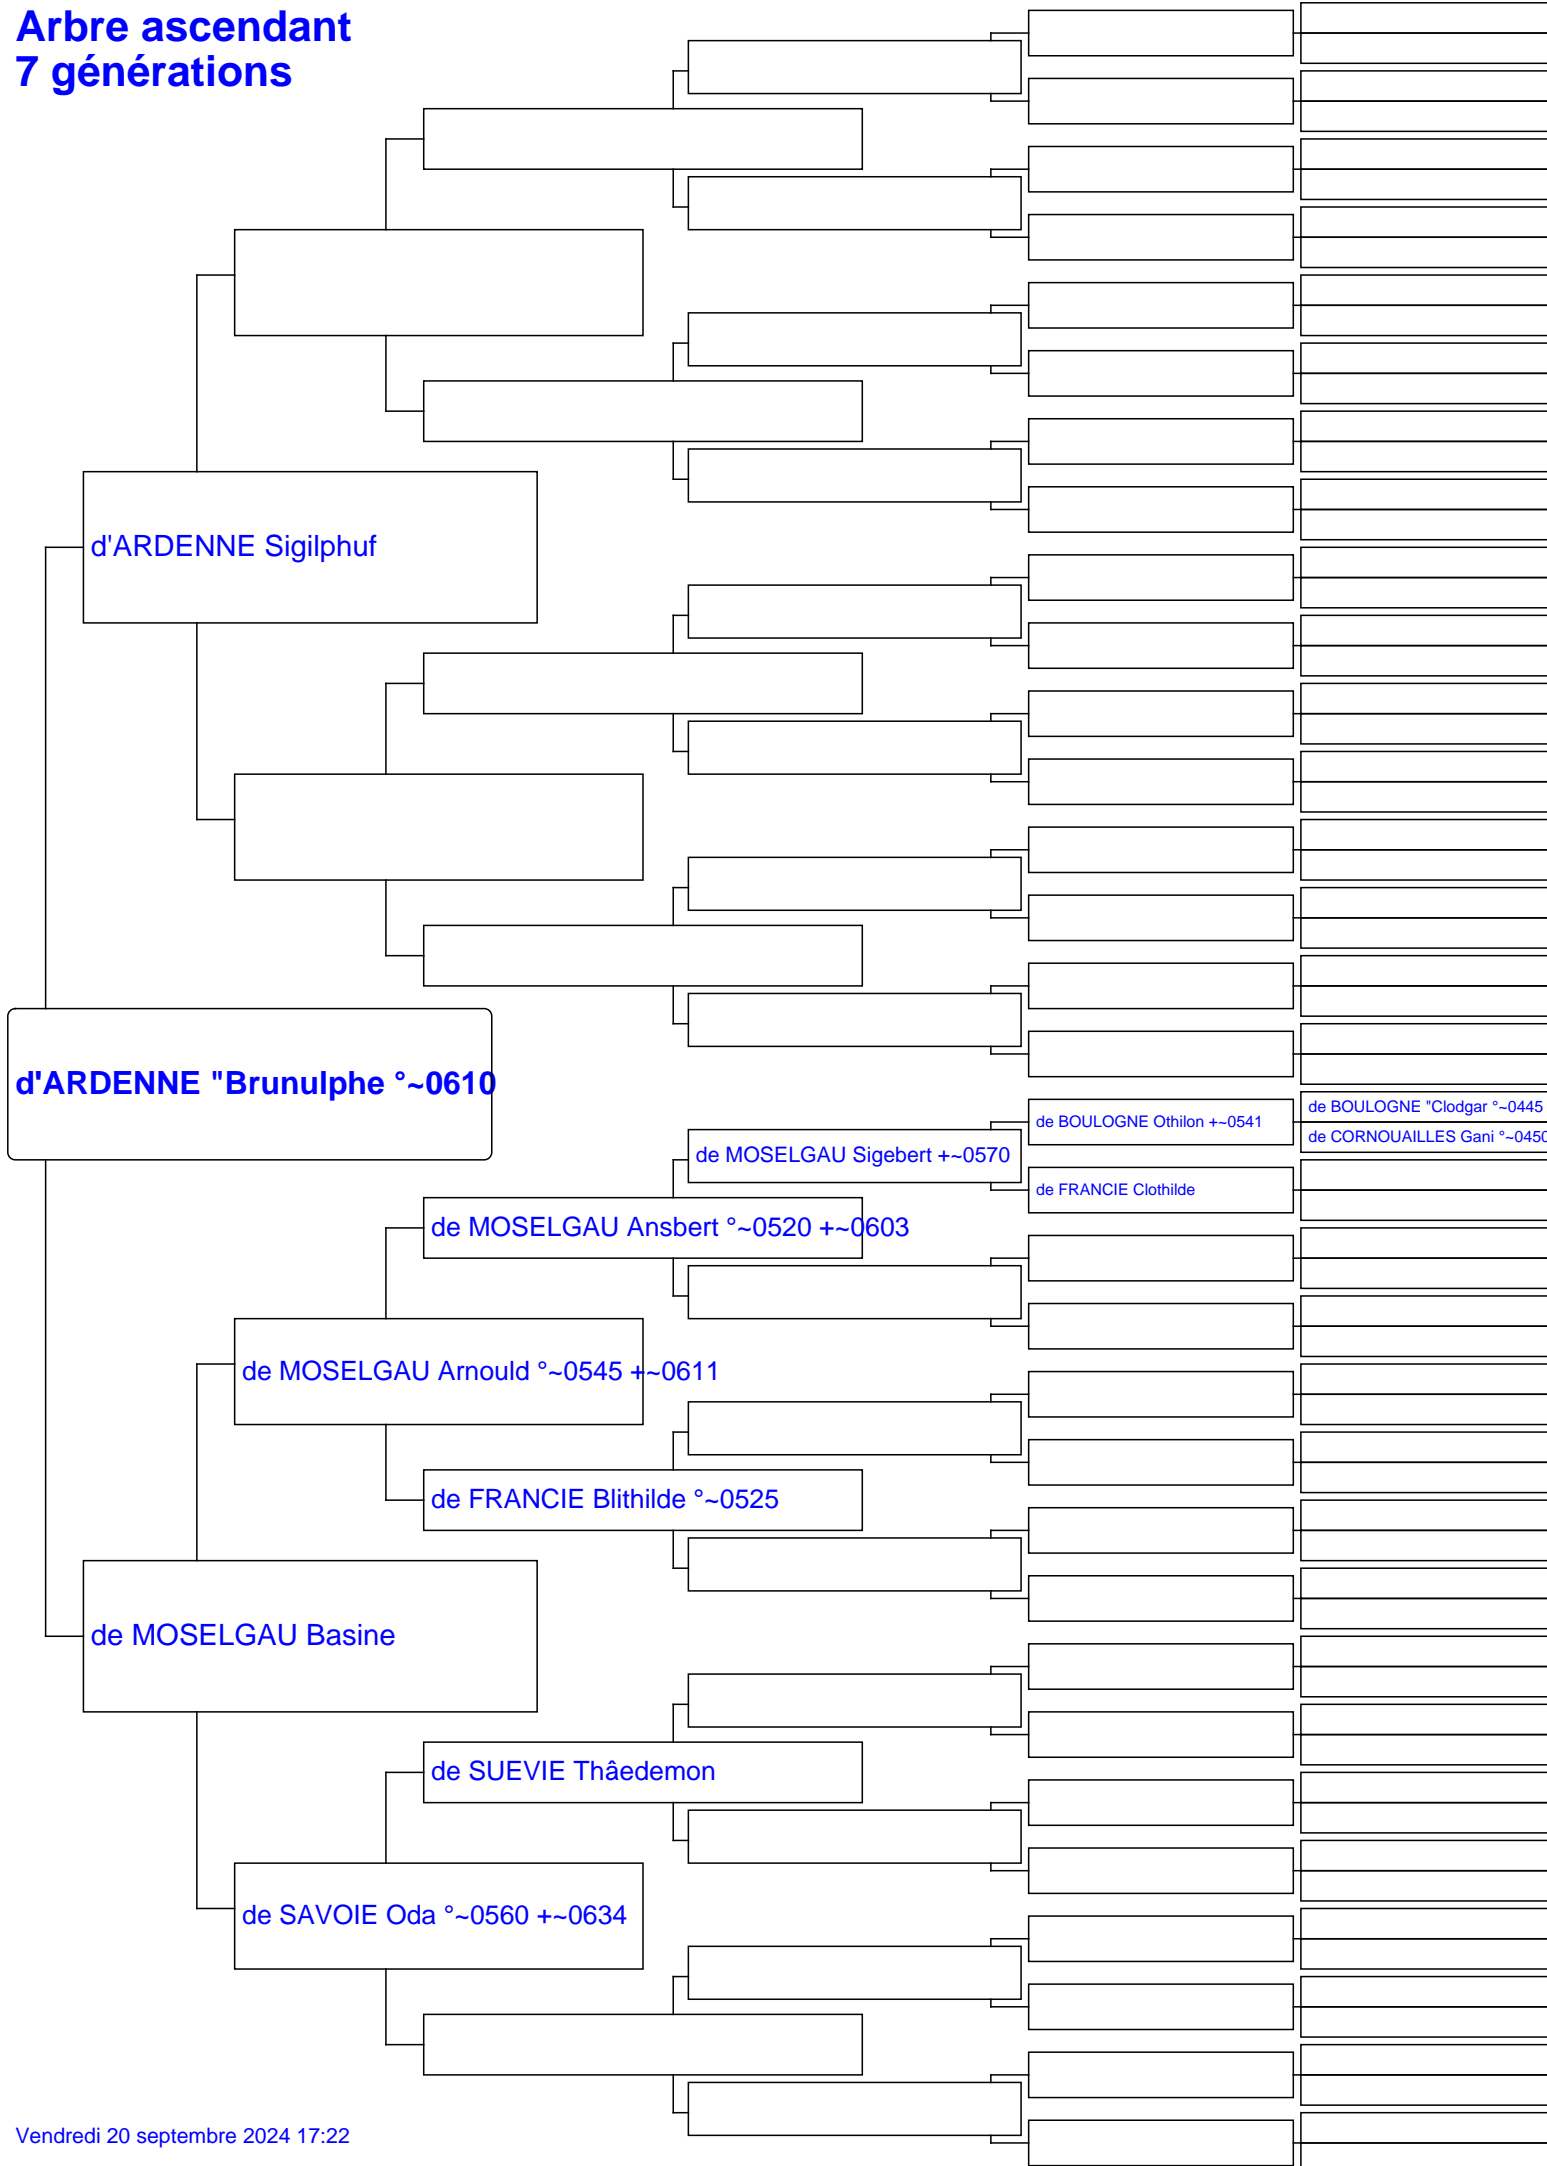 Arbre ascendant
7 générations
d'ARDENNE Sigilphuf
d'ARDENNE "Brunulphe °~0610
de BOULOGNE "Clodgar °~0445
de BOULOGNE Othilon +~0541
de CORNOUAILLES Gani °~0450
de MOSELGAU Sigebert +~0570
de FRANCIE Clothilde
de MOSELGAU Ansbert °~0520 +~0603
de MOSELGAU Arnould °~0545 +~0611
de FRANCIE Blithilde °~0525
de MOSELGAU Basine
de SUEVIE Thâedemon
de SAVOIE Oda °~0560 +~0634
Vendredi 20 septembre 2024 17:22